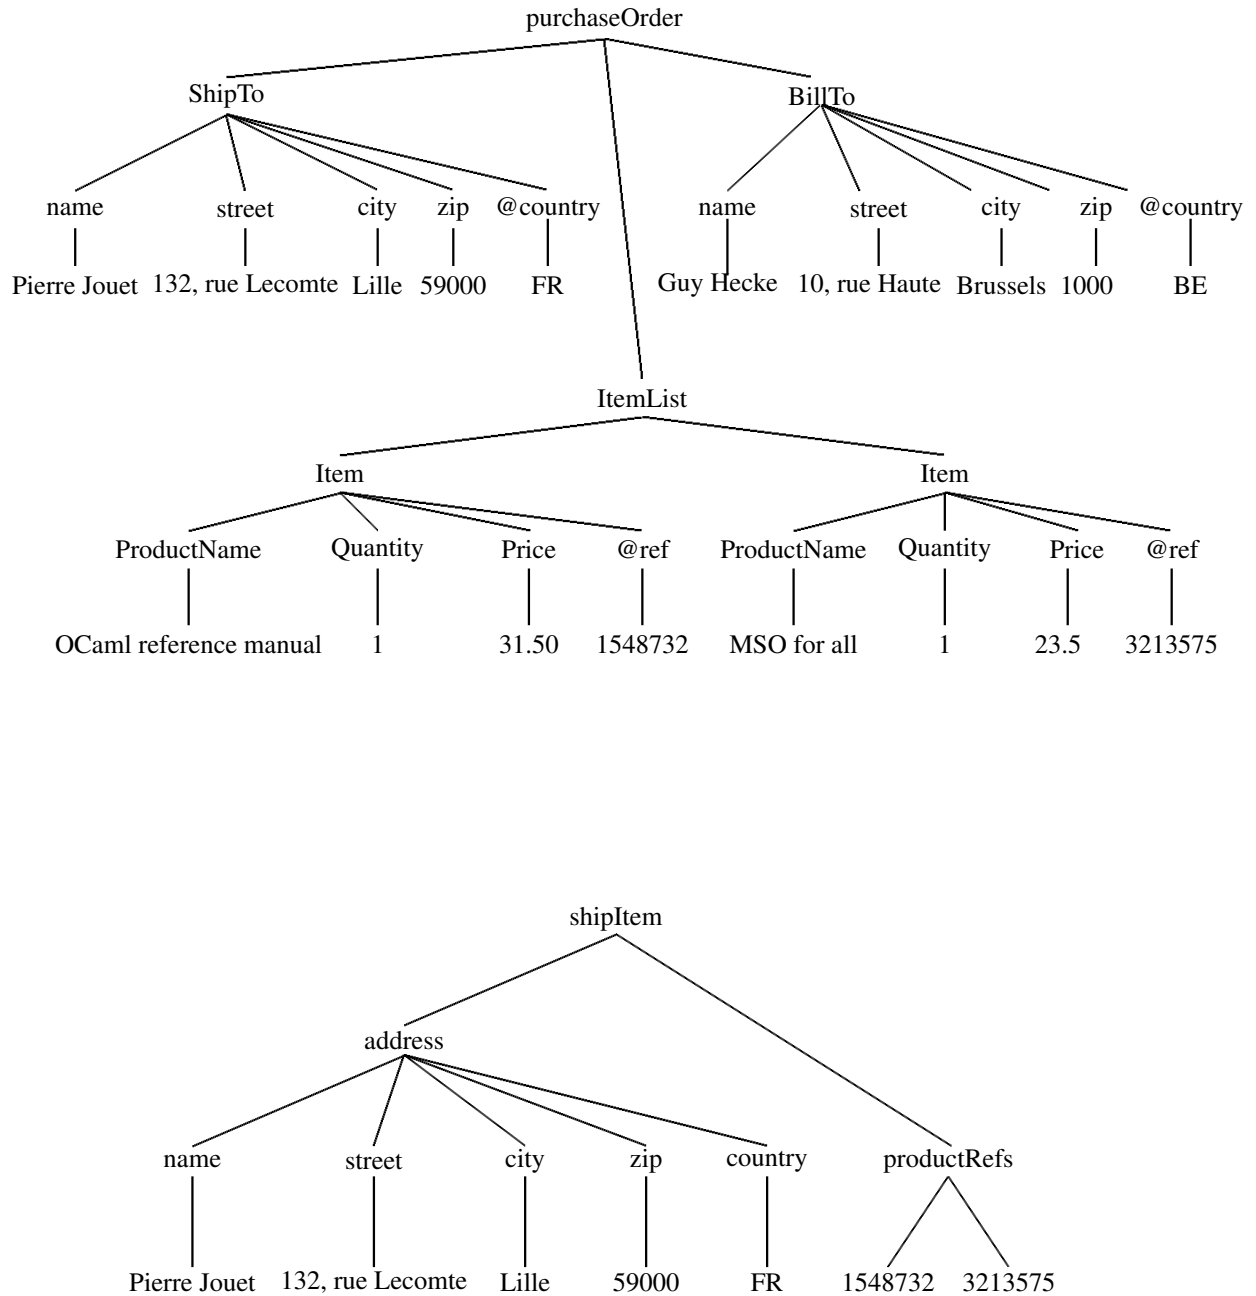 purchaseOrder
ShipTo BillTo
name street city zip @country name street city zip @country
Pierre Jouet 132, rue Lecomte Lille 59000 FR Guy Hecke 10, rue Haute Brussels 1000 BE
ItemList
Item Item
ProductName Quantity Price @ref ProductName Quantity Price @ref
OCaml reference manual 1 31.50 1548732 MSO for all 1 23.5 3213575
shipItem
address
name street city zip country productRefs
Pierre Jouet 132, rue Lecomte Lille 59000 FR 1548732 3213575